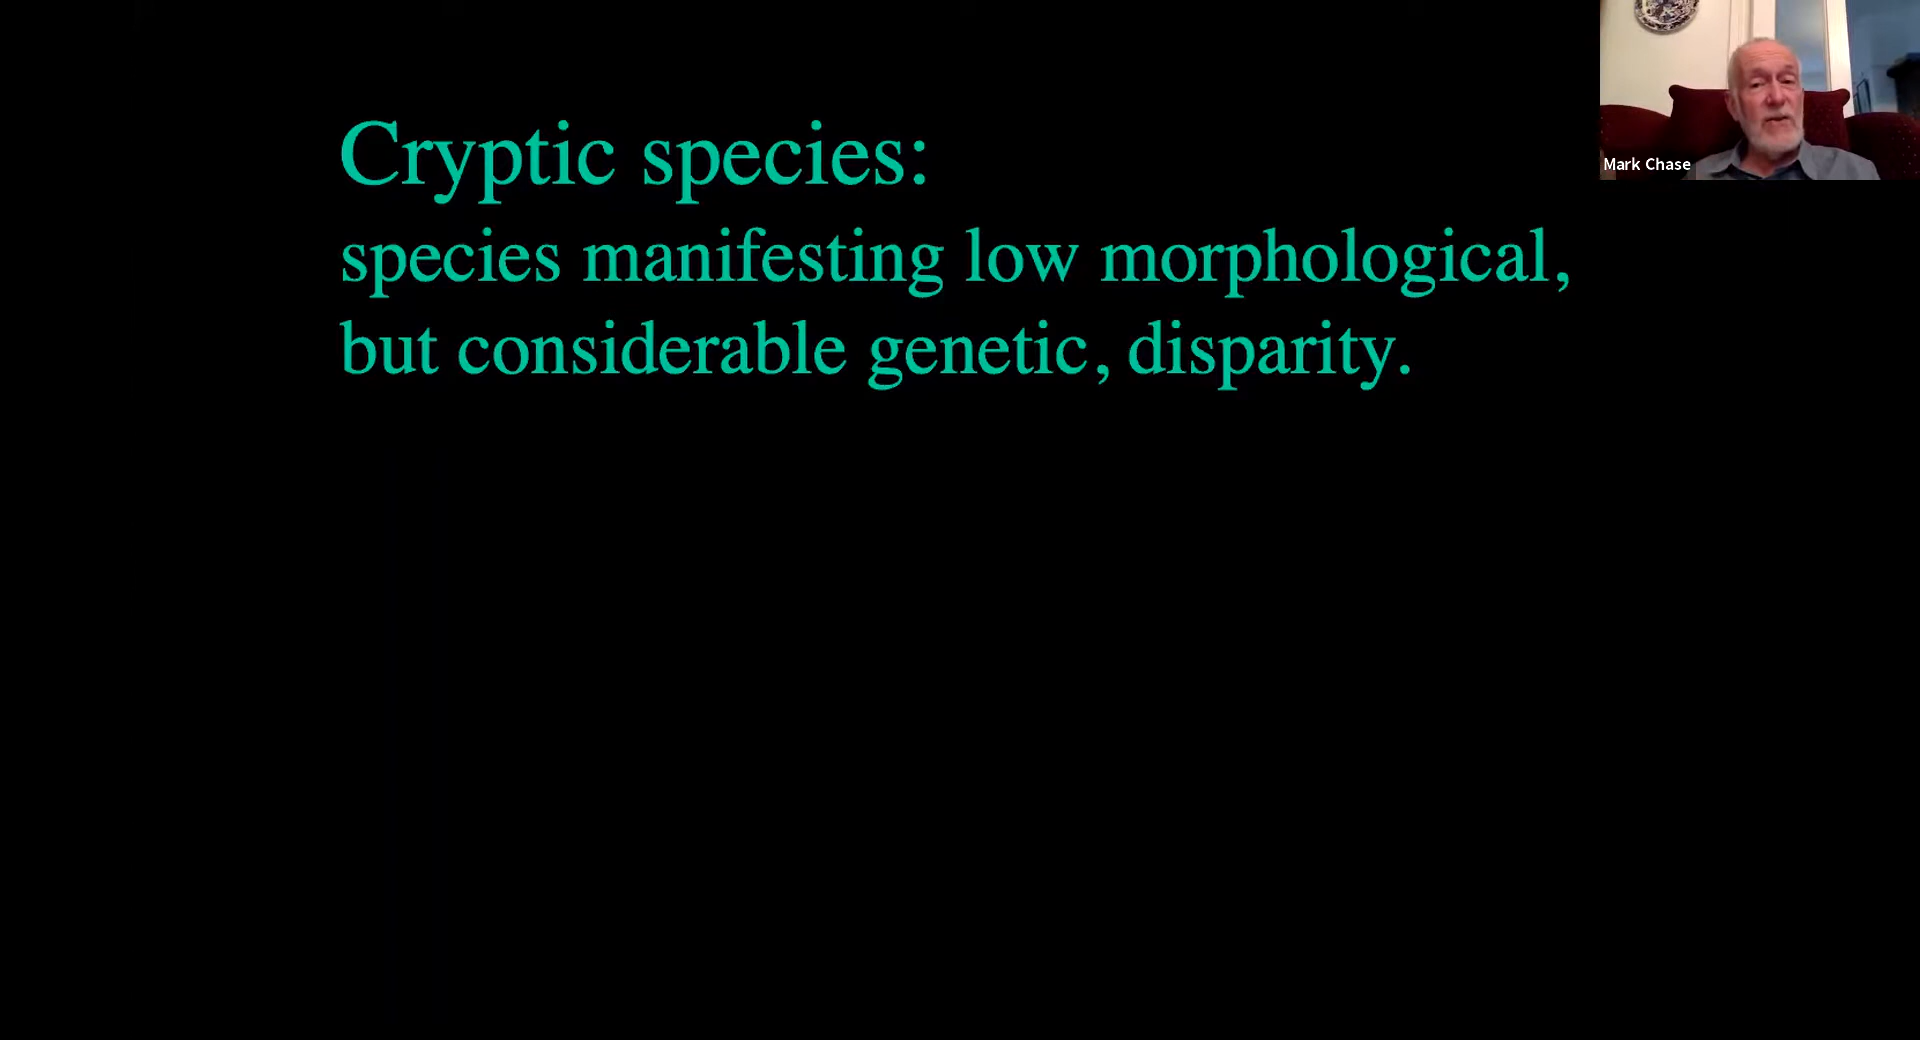 Cryptic species:
species manifesting low morphological,
but considerable genetic, disparity.
Mark Chase